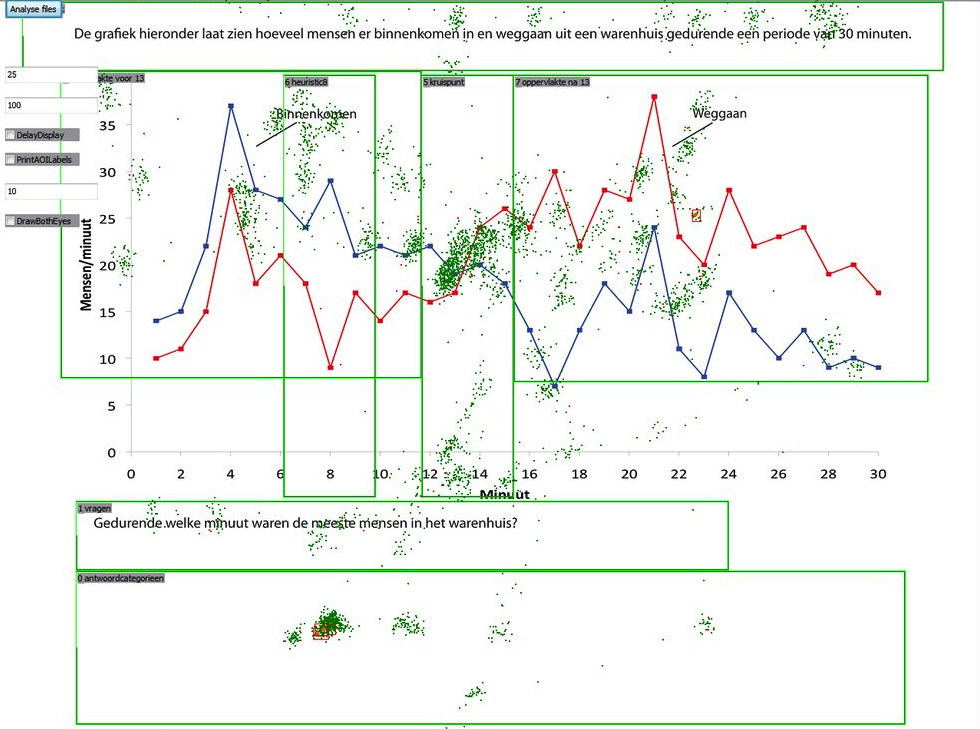 Analyse files
De grafiek hieronder laat zien hoeveel mensen er binnenkomen in en weggaan uit een warenhuis gedurende een periode van 30 minuten.
25
100
DelayDisplay
PrintAOILabels
10
DrawBothEyes
akte voor 13
6 heuristic8
5 kruispunt
7 oppervlakte na 13
Binnenkomen
Weggaan
Mensen/minuut
35
30
25
20
15
10
5
0
0 2 4 6 8 10 12 14 16 18 20 22 24 26 28 30
Minuut
1 vragen
Gedurende welke minuut waren de meeste mensen in het warenhuis?
0 antwoordcategorieen